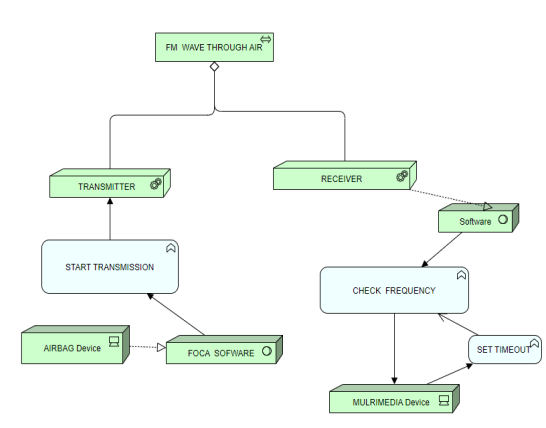 FM WAVE THROUGH AIR
TRANSMITTER
RECEIVER
Software
START TRANSMISSION
CHECK FREQUENCY
AIRBAG Device
FOCA SOFWARE
SET TIMEOUT
MULRIMEDIA Device